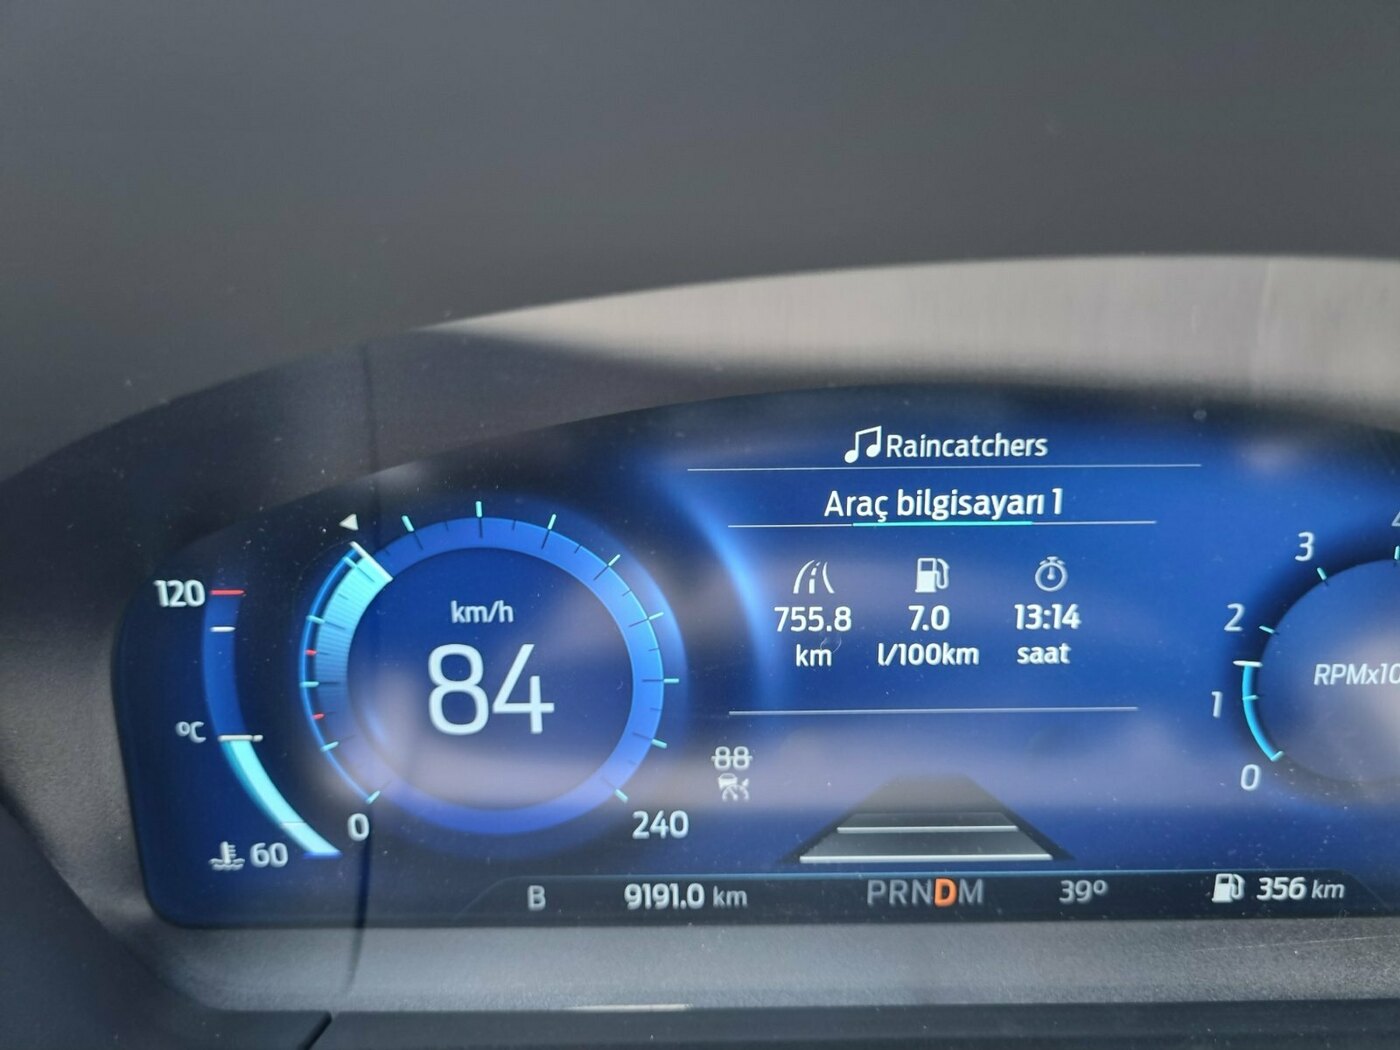 Raincatchers
Araç bilgisayarı 1
755.8 7.0 13:14
km l/100km saat
120
°C
60
km/h
84
0 240
88
3
2
1
0
B 9191.0 km PRNDM 39° 356 km